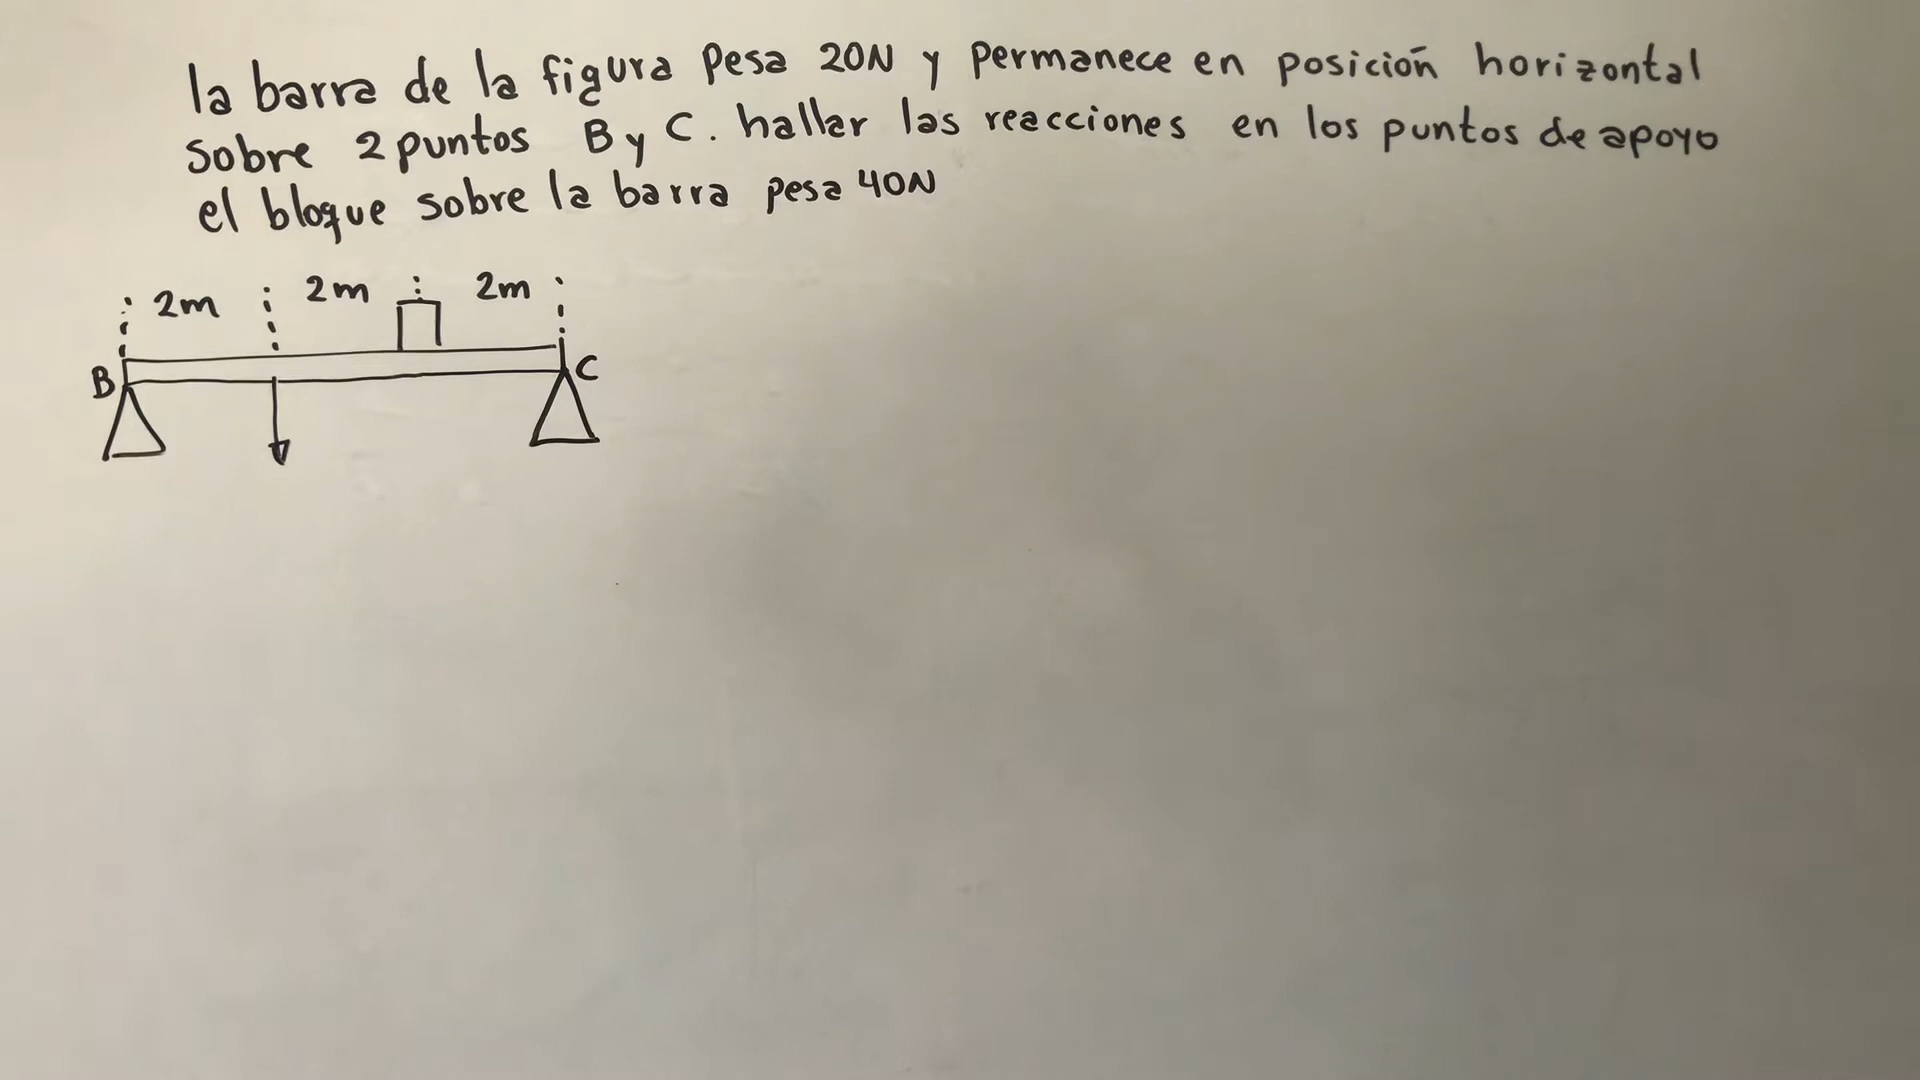 la barra de la figura Pesa 20N y permanece en posición horizontal
sobre 2 puntos B y C. hallar las reacciones en los puntos de apoyo
el bloque sobre la barra pesa 40N
2m 2m 2m
B C